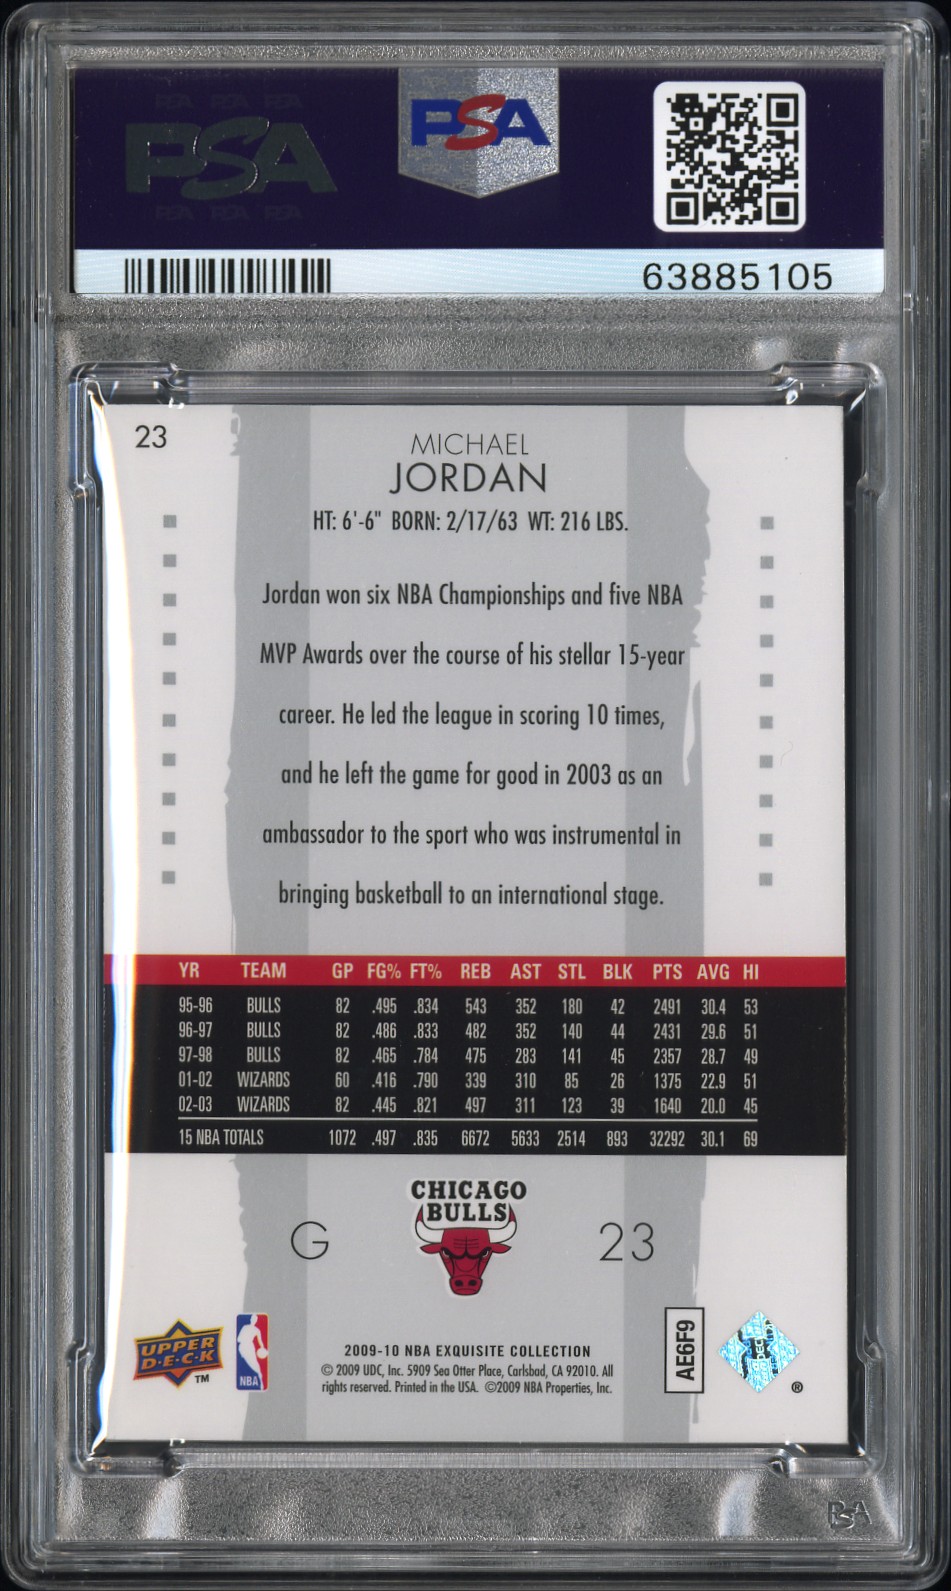 PSA
PSA
63885105
23
MICHAEL
JORDAN
HT: 6'-6" BORN: 2/17/63 WT: 216 LBS.
Jordan won six NBA Championships and five NBA
MVP Awards over the course of his stellar 15-year
career. He led the league in scoring 10 times,
and he left the game for good in 2003 as an
ambassador to the sport who was instrumental in
bringing basketball to an international stage.
YR TEAM GP FG% FT% REB AST STL BLK PTS AVG HI
95-96 BULLS 82 .495 .834 543 352 180 42 2491 30.4 53
96-97 BULLS 82 .486 .833 482 352 140 44 2431 29.6 51
97-98 BULLS 82 .465 .784 475 283 141 45 2357 28.7 49
01-02 WIZARDS 60 .416 .790 339 310 85 26 1375 22.9 51
02-03 WIZARDS 82 .445 .821 497 311 123 39 1640 20.0 45
15 NBA TOTALS 1072 .497 .835 6672 5633 2514 893 32292 30.1 69
CHICAGO
BULLS
G 23
UPPER
D·E·C·K
TM
NBA
2009-10 NBA EXQUISITE COLLECTION
© 2009 UDC, Inc. 5909 Sea Otter Place, Carlsbad, CA 92010. All
rights reserved. Printed in the USA. ©2009 NBA Properties, Inc.
AE6F9
®
PSA